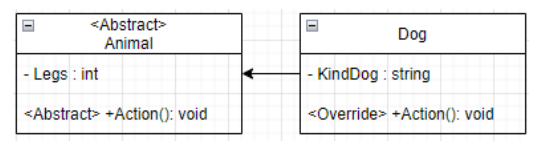 <Abstract>
Animal
- Legs : int
<Abstract> +Action(): void
Dog
- KindDog : string
<Override> +Action(): void